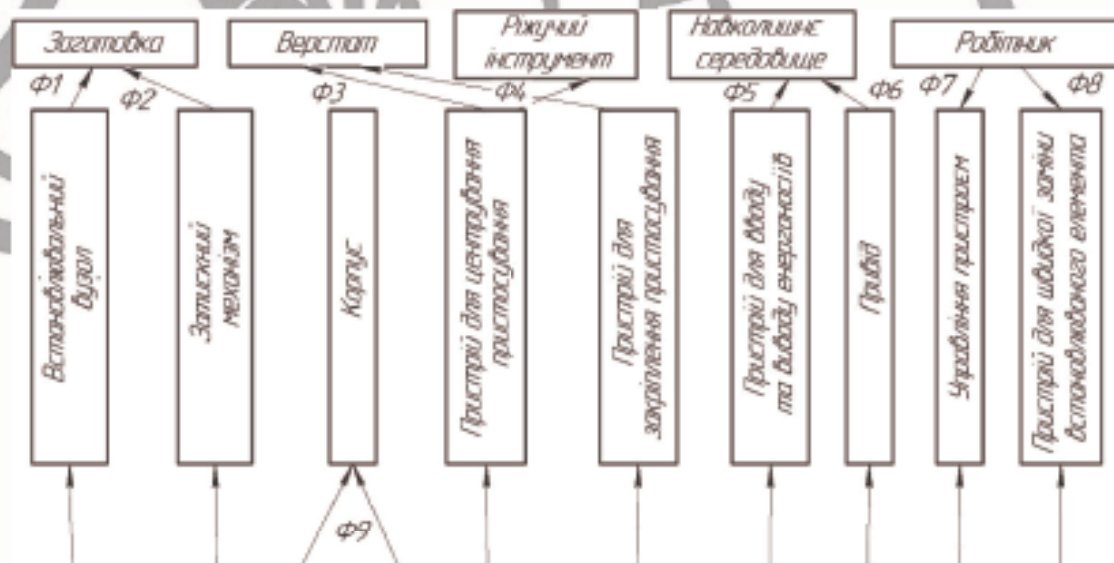 Заготовка
Верстат
Ріжучий
інструмент
Навколишнє
середовище
Робітник
Ф1
Ф2
Ф3
Ф4
Ф5
Ф6
Ф7
Ф8
Встановлювальний
вузол
Затискний
механізм
Корпус
Пристрій для центрування
пристосування
Пристрій для
закріплення пристосування
Пристрій для вводу
та виводу енергоносіїв
Привід
Управління пристроєм
Пристрій для швидкої заміни
встановлюваного елемента
Ф9